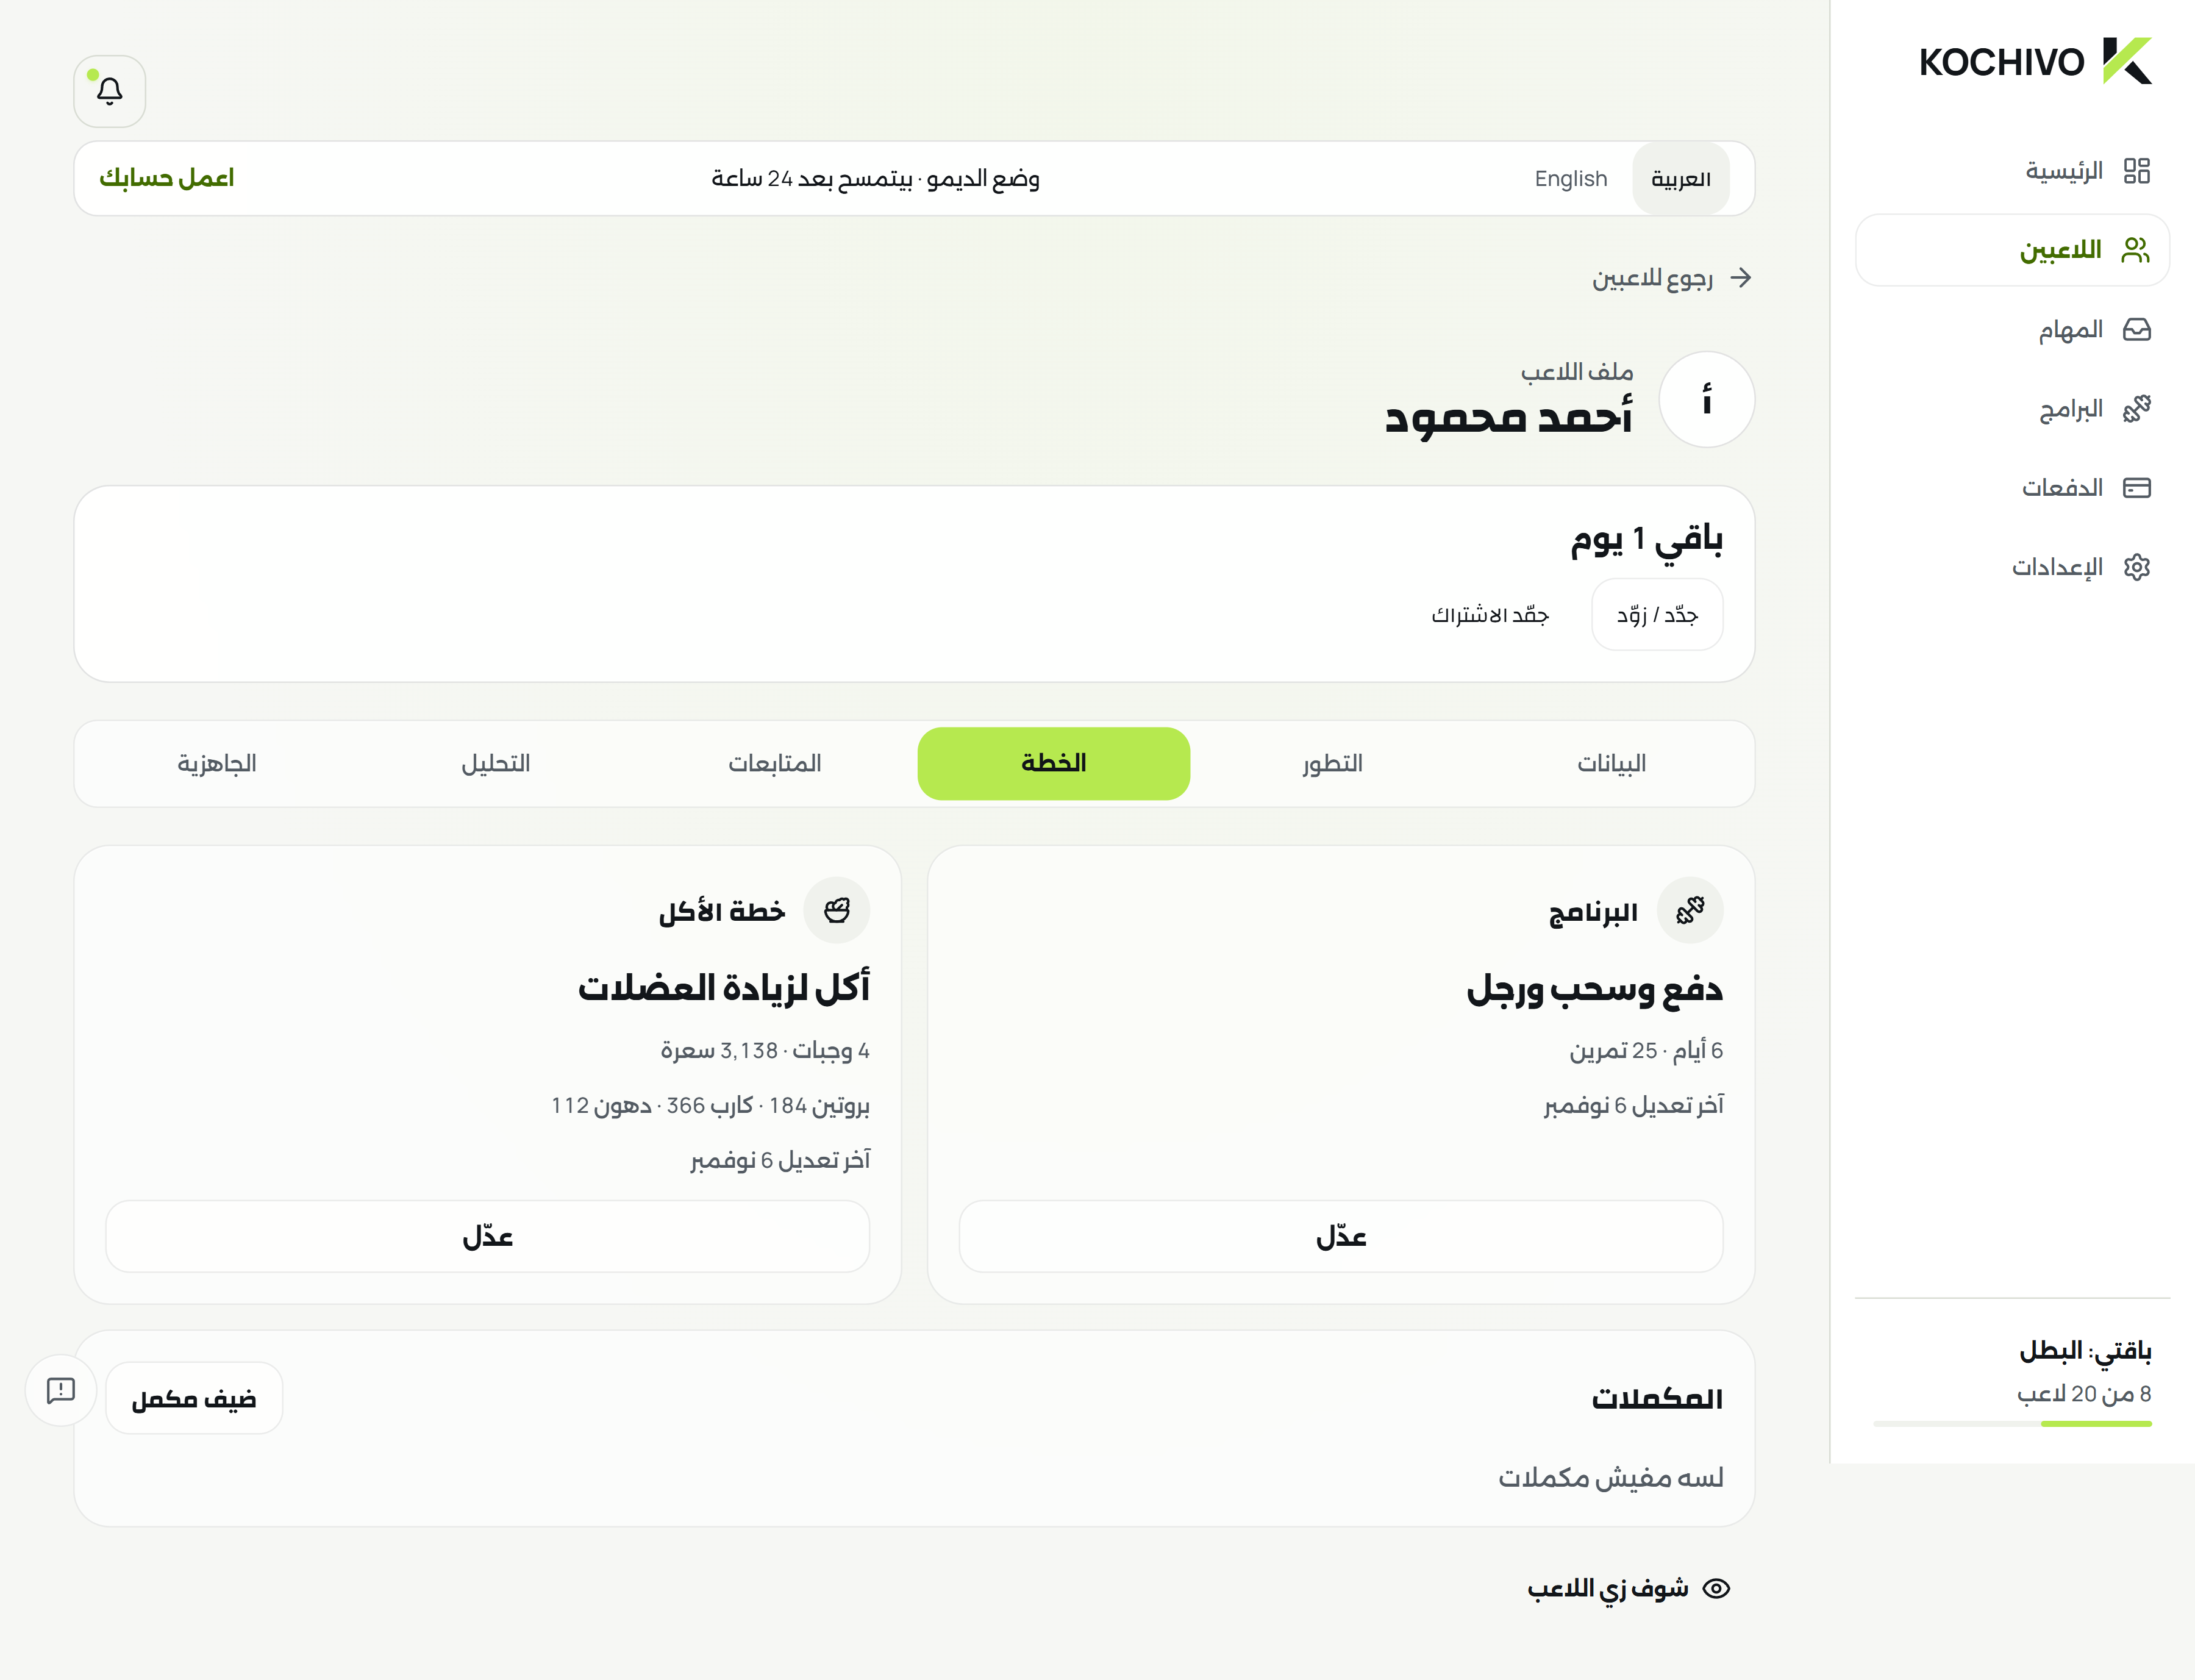 KOCHIVO
الرئيسية
اللاعبين
المهام
البرامج
الدفعات
الإعدادات
باقتي: البطل
8 من 20 لاعب
العربية
English
وضع الديمو · بيتمسح بعد 24 ساعة
اعمل حسابك
رجوع للاعبين
أ
ملف اللاعب
أحمد محمود
باقي 1 يوم
جدّد / زوّد
جمّد الاشتراك
البيانات
التطور
الخطة
المتابعات
التحليل
الجاهزية
البرنامج
دفع وسحب ورجل
6 أيام · 25 تمرين
آخر تعديل 6 نوفمبر
عدّل
خطة الأكل
أكل لزيادة العضلات
4 وجبات · 3,138 سعرة
بروتين 184 · كارب 366 · دهون 112
آخر تعديل 6 نوفمبر
عدّل
المكملات
ضيف مكمل
لسه مفيش مكملات
شوف زي اللاعب